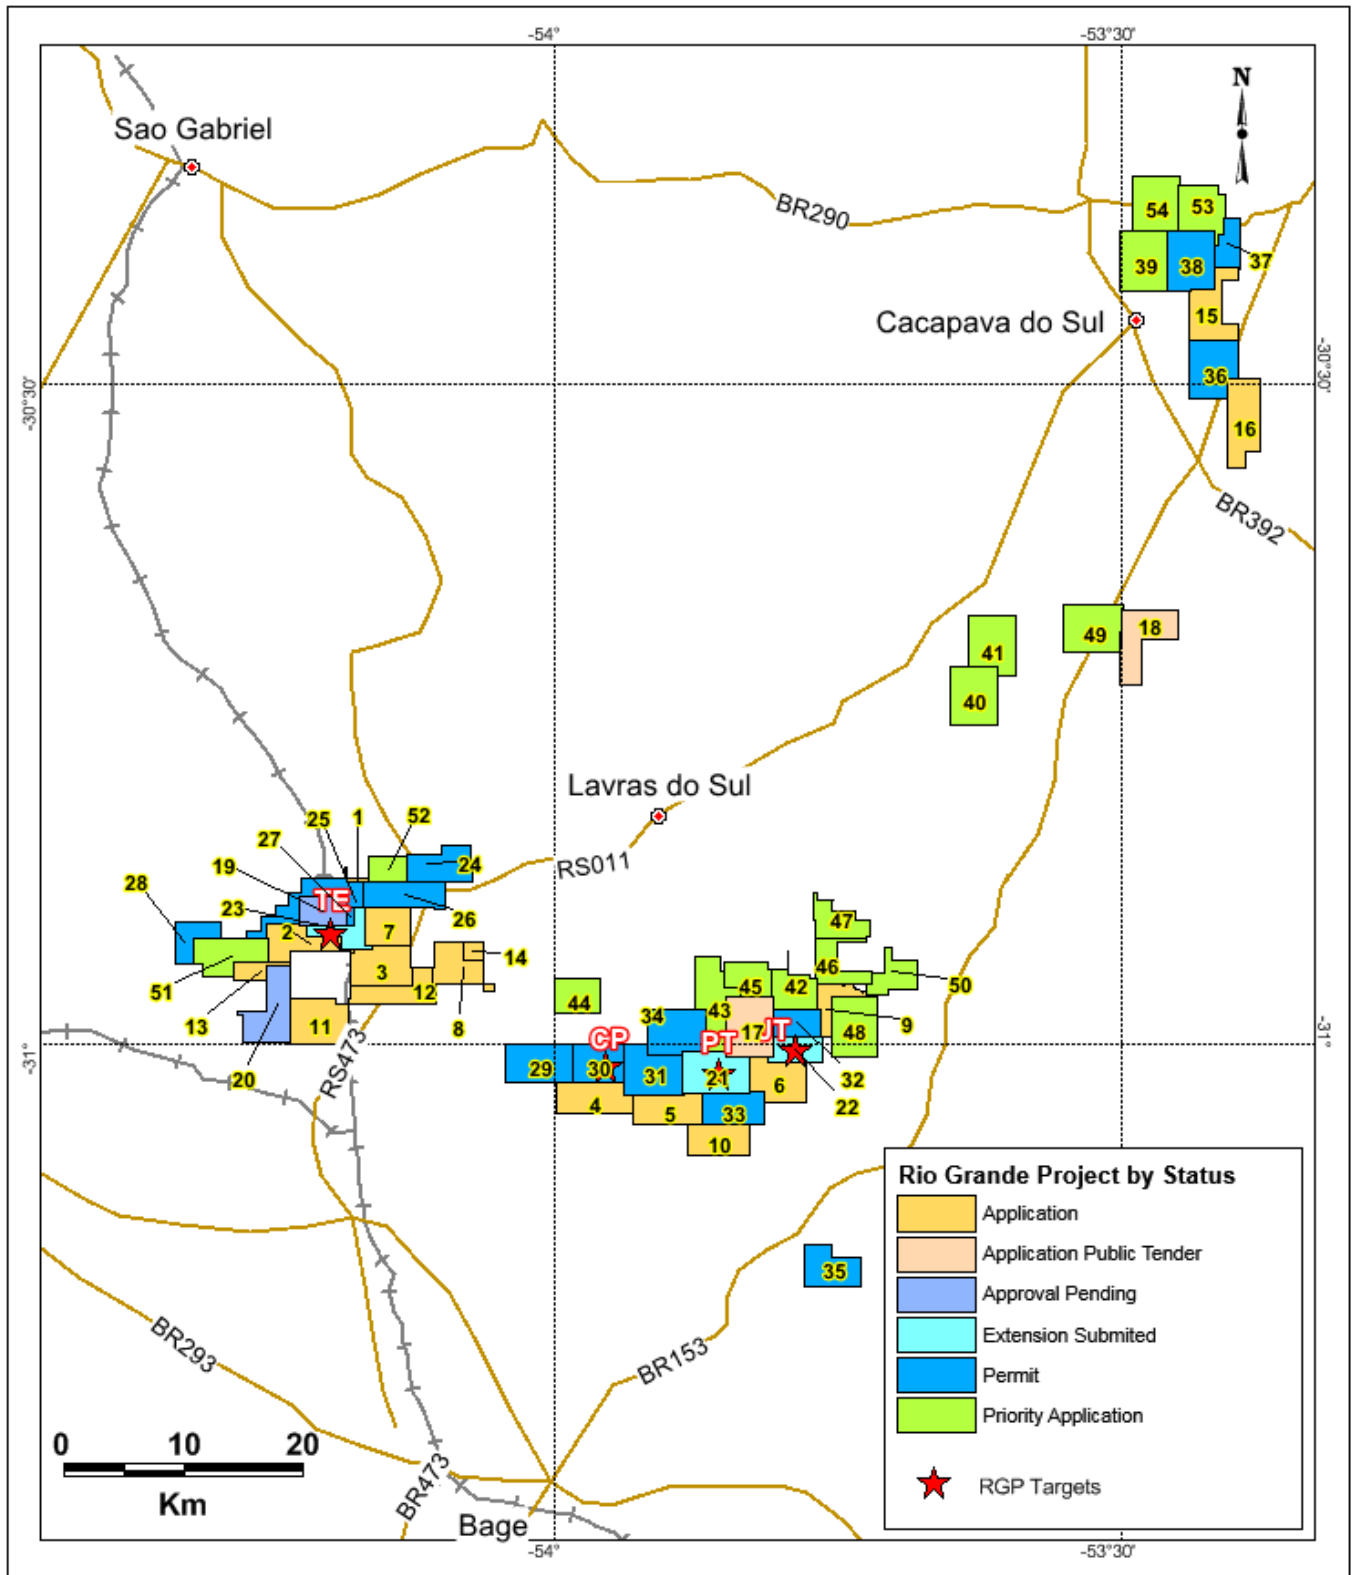 -54°
-53°30'
N
Sao Gabriel
BR290
54
53
39
38
37
15
Cacapava do Sul
-30°30'
-30°30'
36
16
BR392
49
18
41
40
Lavras do Sul
RS011
25
1
52
27
24
19
28
TE
26
23
2
7
47
14
3
46
51
50
13
12
45
42
44
43
34
11
8
17
9
48
CP
PT
JT
-31°
-31°
RS473
20
29
30
31
21
6
32
22
4
5
33
10
35
BR293
BR153
BR473
Bage
0 10 20
Km
Rio Grande Project by Status
Application
Application Public Tender
Approval Pending
Extension Submited
Permit
Priority Application
RGP Targets
-54°
-53°30'